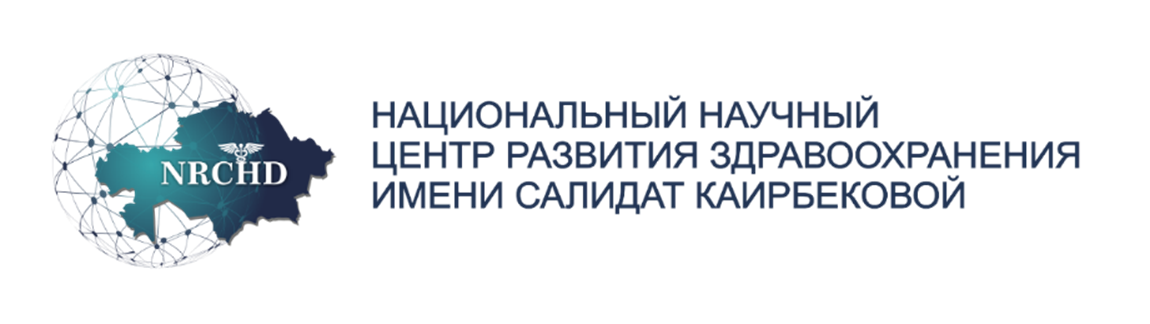 NRCHD
НАЦИОНАЛЬНЫЙ НАУЧНЫЙ
ЦЕНТР РАЗВИТИЯ ЗДРАВООХРАНЕНИЯ
ИМЕНИ САЛИДАТ КАИРБЕКОВОЙ